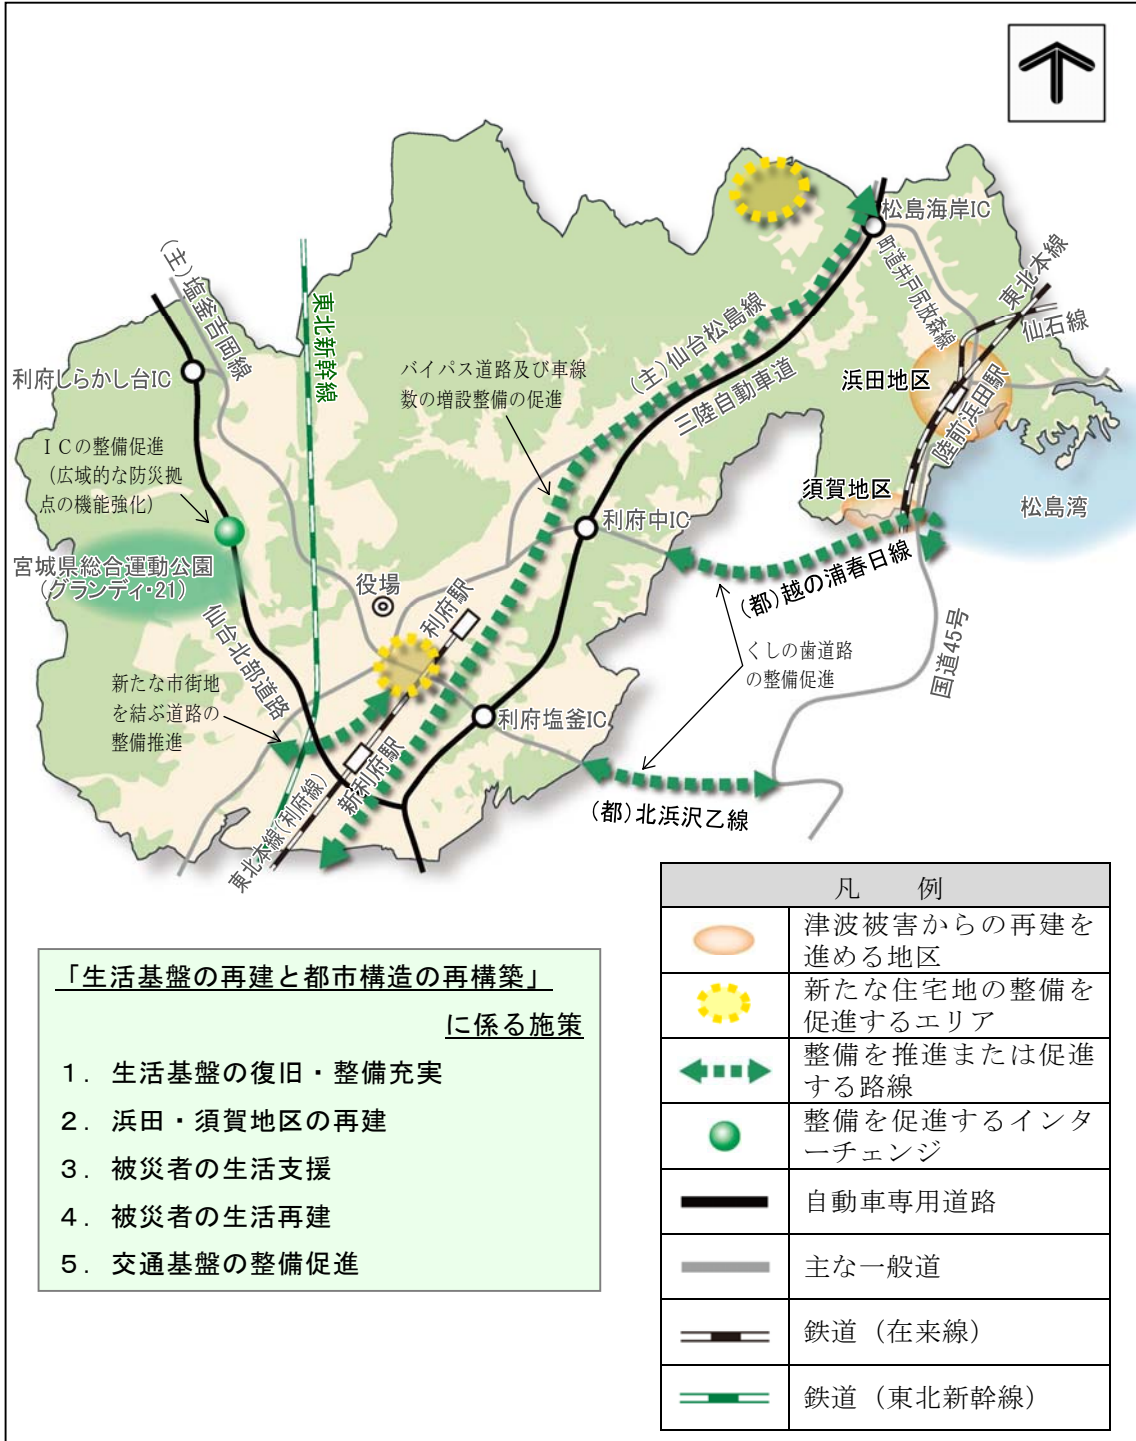 松島海岸IC
町道井戸尻放森線
東北本線
仙石線
(主)塩釜吉岡線
東北新幹線
(主)仙台松島線
三陸自動車道
利府しらかし台IC
バイパス道路及び車線
数の増設整備の促進
浜田地区
陸前浜田駅
ＩＣの整備促進
(広域的な防災拠
点の機能強化)
須賀地区
松島湾
利府中IC
宮城県総合運動公園
(グランディ・21)
役場
(都)越の浦春日線
利府駅
仙台北部道路
くしの歯道路
の整備促進
国道45号
新たな市街地
を結ぶ道路の
整備推進
利府塩釜IC
新利府駅
(都)北浜沢乙線
東北本線(利府線)
凡　例
津波被害からの再建を
進める地区
新たな住宅地の整備を
促進するエリア
整備を推進または促進
する路線
整備を促進するインタ
ーチェンジ
自動車専用道路
主な一般道
鉄道（在来線）
鉄道（東北新幹線）
「生活基盤の再建と都市構造の再構築」
に係る施策
１．生活基盤の復旧・整備充実
２．浜田・須賀地区の再建
３．被災者の生活支援
４．被災者の生活再建
５．交通基盤の整備促進